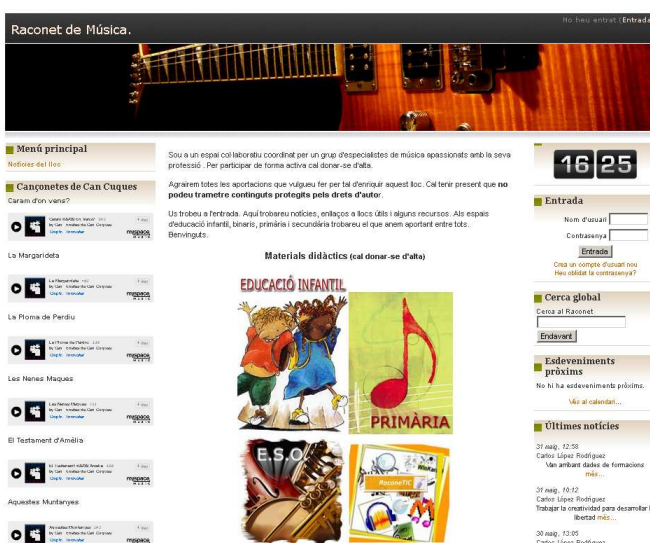 Raconet de Música.
No heu entrat (Entrada
Menú principal
Notícies del lloc
Cançonetes de Can Cuques
Caram d'on vens?
La Margarideta
La Ploma de Perdiu
Les Nenes Maques
El Testament d'Amèlia
Aquestes Muntanyes
Sou a un espai col·laboratiu coordinat per un grup d'especialistes de música apassionats amb la seva
professió . Per participar de forma activa cal donar-se d'alta.
Agrairem totes les aportacions que vulgueu fer per tal d'enriquir aquest lloc. Cal tenir present que no
podeu trametre continguts protegits pels drets d'autor.
Us trobeu a l'entrada. Aquí trobareu notícies, enllaços a llocs útils i alguns recursos. Als espais
d'educació infantil, binaris, primària i secundària trobareu el que anem aportant entre tots.
Benvinguts.
Materials didàctics (cal donar-se d'alta)
EDUCACIÓ INFANTIL
PRIMÀRIA
E.S.O.
RaconeTIC
16 25
Entrada
Nom d'usuari
Contrasenya
Entrada
Crea un compte d'usuari nou
Heu oblidat la contrasenya?
Cerca global
Cerca al Raconet
Endavant
Esdeveniments
pròxims
No hi ha esdeveniments pròxims.
Vés al calendari...
Últimes notícies
31 maig, 12:58
Carlos López Rodríguez
Van arribant dades de formacions
més...
31 maig, 10:12
Carlos López Rodríguez
Trabajar la creatividad para desarrollar l
libertad més...
30 maig, 13:05
Carlos López Rodríguez